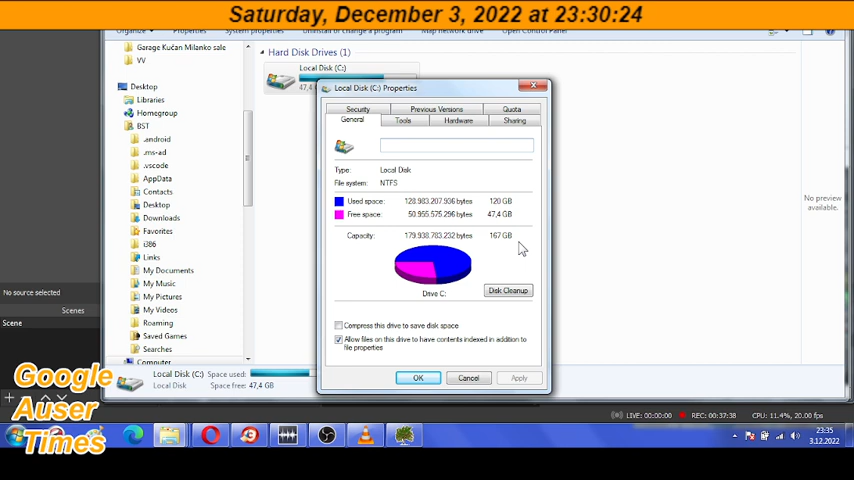 Saturday, December 3, 2022 at 23:30:24
Organize Properties System properties Uninstall or change a program Map network drive Open Control Panel
Garage Kućan Milanko sale
VV
Desktop
Libraries
Homegroup
BST
.android
.ms-ad
.vscode
AppData
Contacts
Desktop
Downloads
Favorites
i386
Links
My Documents
My Music
My Pictures
My Videos
Roaming
Saved Games
Searches
Computer
Hard Disk Drives (1)
Local Disk (C:)
47,4
Local Disk (C:) Properties
Security Previous Versions Quota
General Tools Hardware Sharing
Type: Local Disk
File system: NTFS
Used space: 128.983.207.936 bytes 120 GB
Free space: 50.955.575.296 bytes 47,4 GB
Capacity: 179.938.783.232 bytes 167 GB
Drive C:
Disk Cleanup
Compress this drive to save disk space
Allow files on this drive to have contents indexed in addition to
file properties
OK Cancel Apply
No preview
available.
No source selected
Scenes
Scene
Local Disk (C:) Space used:
Local Disk Space free: 47,4 GB
Google
Auser
Times
LIVE: 00:00:00 REC: 00:37:38 CPU: 11.4%, 20.00 fps
23:35
3.12.2022